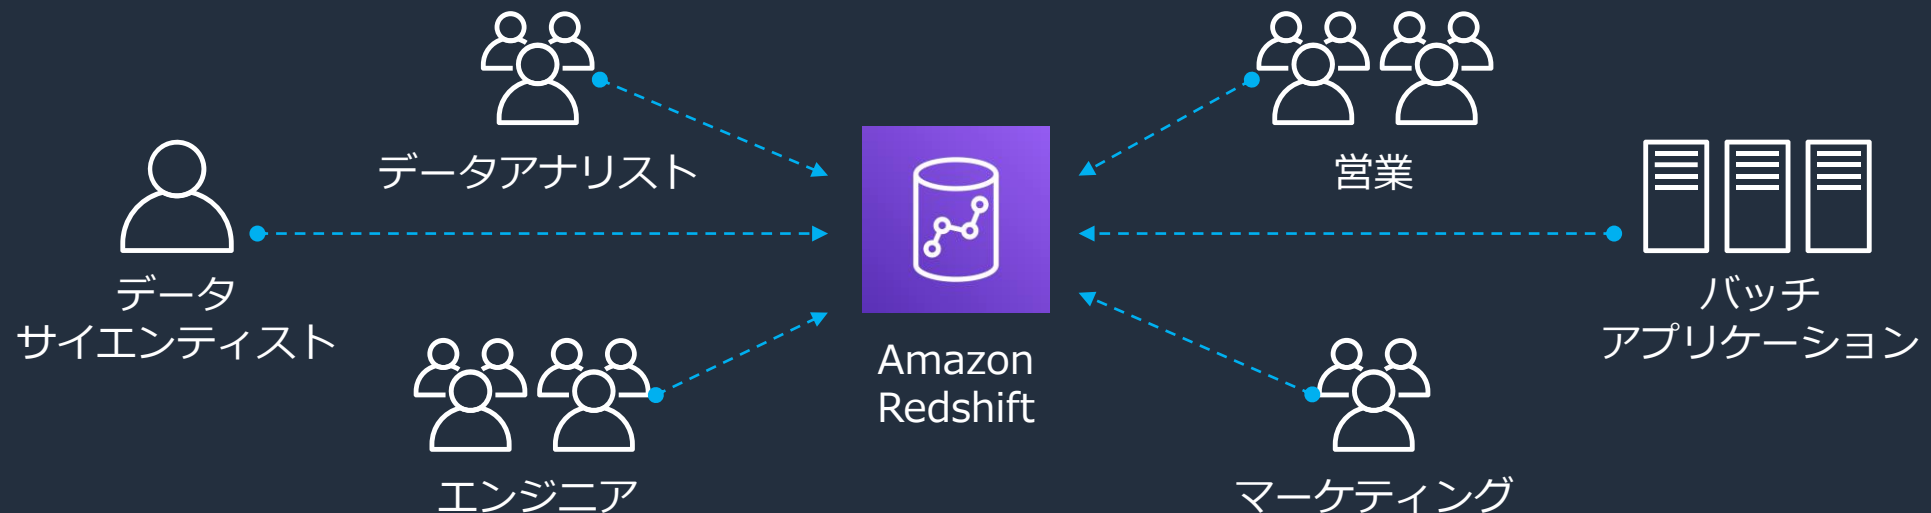 データアナリスト
営業
データ
サイエンティスト
バッチ
アプリケーション
Amazon
Redshift
エンジニア
マーケティング